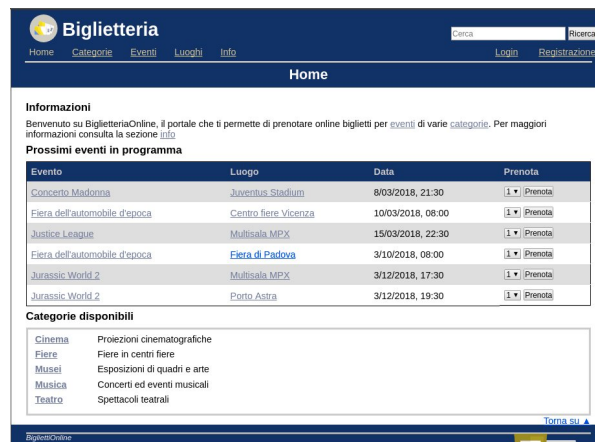 Biglietteria
Cerca Ricerca
Home Categorie Eventi Luoghi Info Login Registrazione
Home
Informazioni
Benvenuto su BiglietteriaOnline, il portale che ti permette di prenotare online biglietti per eventi di varie categorie. Per maggiori
informazioni consulta la sezione info
Prossimi eventi in programma
Evento Luogo Data Prenota
Concerto Madonna Juventus Stadium 8/03/2018, 21:30 1 Prenota
Fiera dell'automobile d'epoca Centro fiere Vicenza 10/03/2018, 08:00 1 Prenota
Justice League Multisala MPX 15/03/2018, 22:30 1 Prenota
Fiera dell'automobile d'epoca Fiera di Padova 3/10/2018, 08:00 1 Prenota
Jurassic World 2 Multisala MPX 3/12/2018, 17:30 1 Prenota
Jurassic World 2 Porto Astra 3/12/2018, 19:30 1 Prenota
Categorie disponibili
Cinema Proiezioni cinematografiche
Fiere Fiere in centri fiere
Musei Esposizioni di quadri e arte
Musica Concerti ed eventi musicali
Teatro Spettacoli teatrali
Torna su ▲
BigliettiOnline